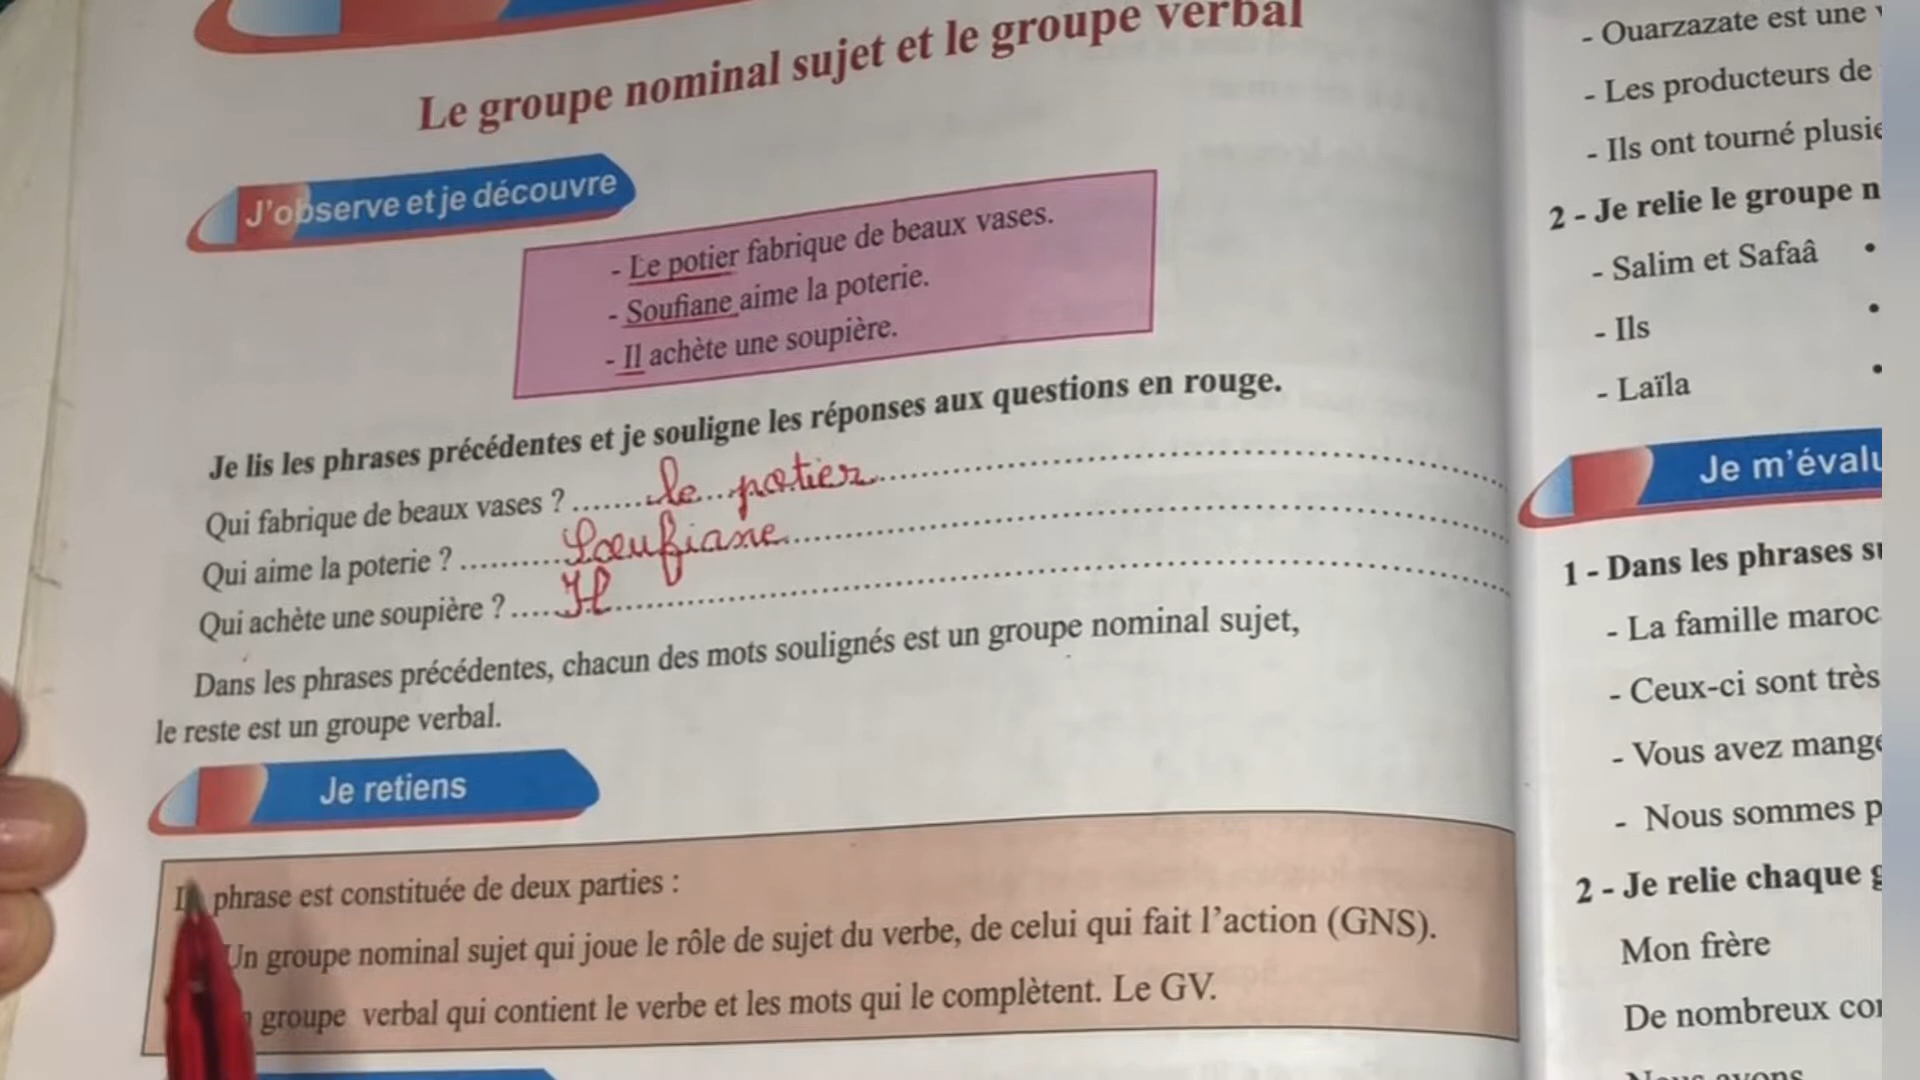 Le groupe nominal sujet et le groupe verbal
J'observe et je découvre
- Le potier fabrique de beaux vases.
- Soufiane aime la poterie.
- Il achète une soupière.
Je lis les phrases précédentes et je souligne les réponses aux questions en rouge.
Qui fabrique de beaux vases ? ......le...potier..........
Qui aime la poterie ? ..........Soeufiane..........
Qui achète une soupière ? .....Il..........
Dans les phrases précédentes, chacun des mots soulignés est un groupe nominal sujet,
le reste est un groupe verbal.
Je retiens
phrase est constituée de deux parties :
Un groupe nominal sujet qui joue le rôle de sujet du verbe, de celui qui fait l'action (GNS).
groupe verbal qui contient le verbe et les mots qui le complètent. Le GV.
- Ouarzazate est une
- Les producteurs de
- Ils ont tourné plusie
2 - Je relie le groupe n
- Salim et Safaâ •
- Ils •
- Laïla •
Je m'évalu
1 - Dans les phrases su
- La famille maroc
- Ceux-ci sont très
- Vous avez mange
- Nous sommes p
2 - Je relie chaque g
Mon frère
De nombreux con
Nous avons